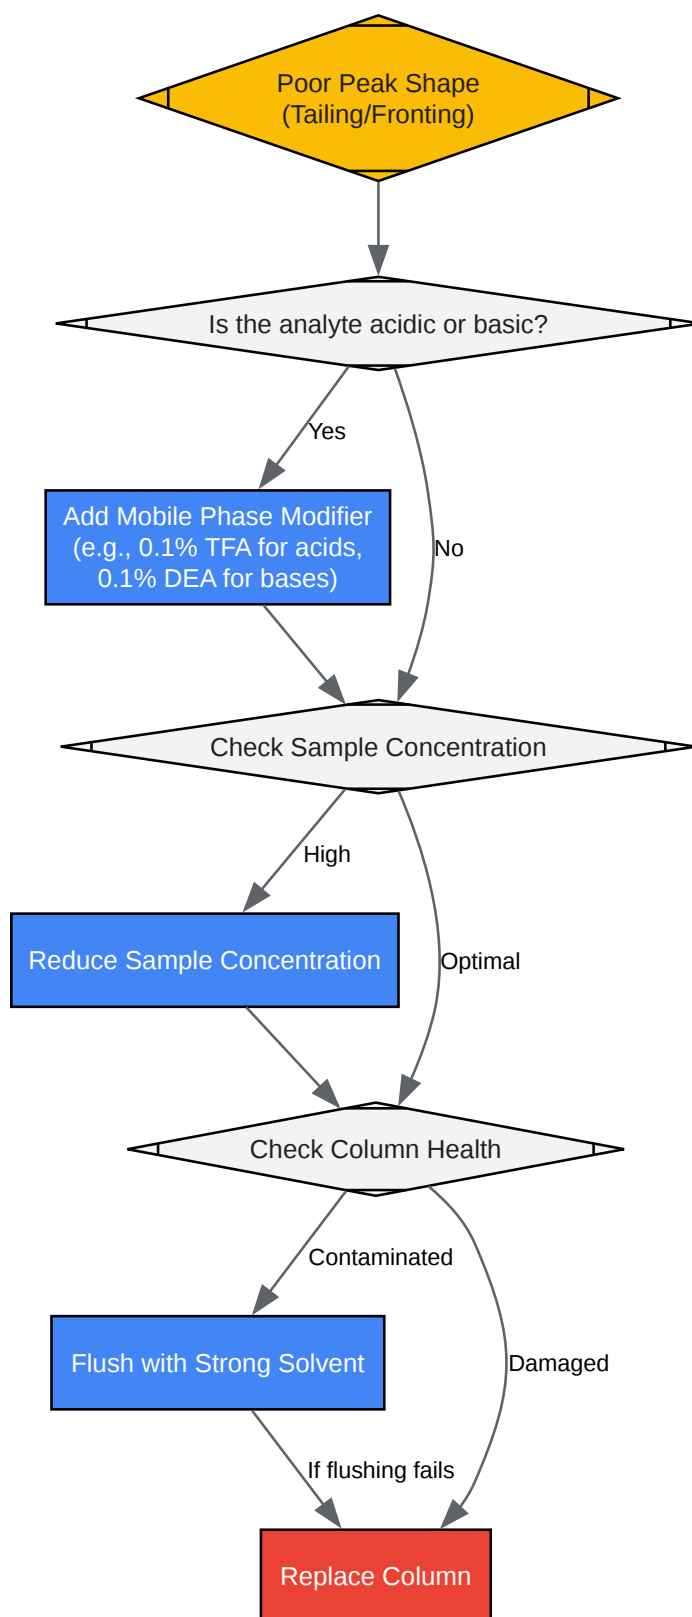 Poor Peak Shape
(Tailing/Fronting)
Is the analyte acidic or basic?
Yes
Add Mobile Phase Modifier
(e.g., 0.1% TFA for acids,
0.1% DEA for bases)
No
Check Sample Concentration
High
Reduce Sample Concentration
Optimal
Check Column Health
Contaminated
Flush with Strong Solvent
Damaged
If flushing fails
Replace Column